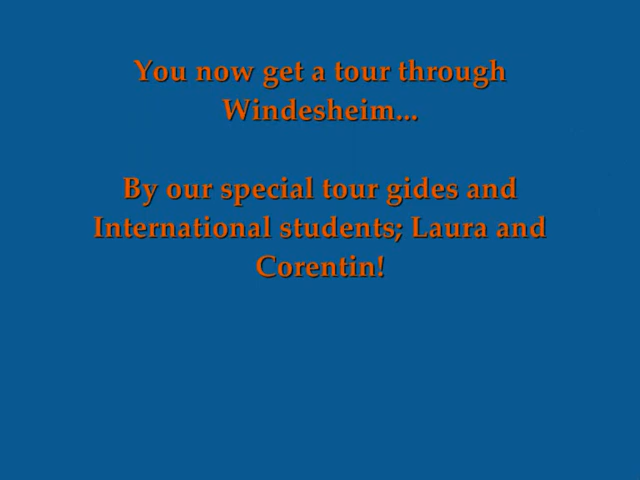 You now get a tour through
Windesheim...
By our special tour gides and
International students; Laura and
Corentin!